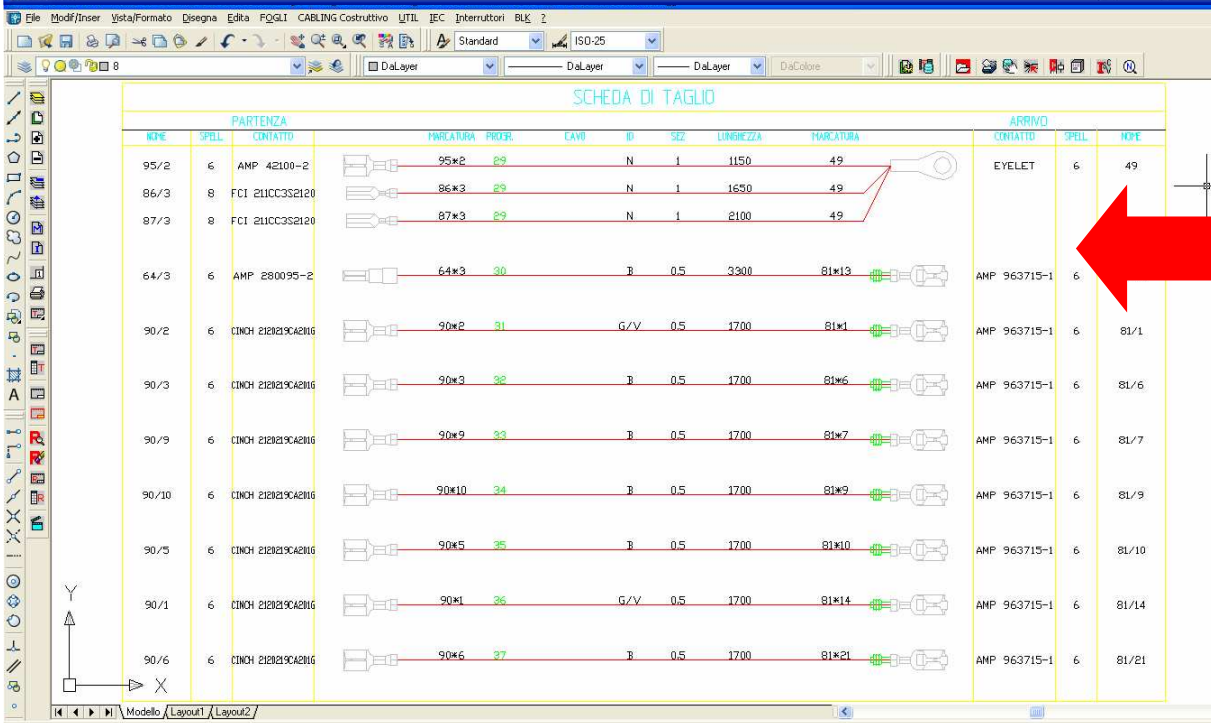 File Modif/Inser Vista/Formato Disegna Edita FOGLI CABLING Costruttivo UTIL IEC Interruttori BLK ?
Standard ISO-25
8 DaLayer DaLayer DaLayer DaColore
SCHEDA DI TAGLIO
PARTENZA ARRIVO
NOME SPELL CONTATTO MARCATURA PROGR. CAVO ID SEZ LUNGHEZZA MARCATURA CONTATTO SPELL NOME
95/2 6 AMP 42100-2 95*2 29 N 1 1150 49 EYELET 6 49
86/3 8 FCI 211CC3S2120 86*3 29 N 1 1650 49
87/3 8 FCI 211CC3S2120 87*3 29 N 1 2100 49
64/3 6 AMP 280095-2 64*3 30 B 0.5 3300 81*13 AMP 963715-1 6
90/2 6 CINCH 2120219CA2016 90*2 31 G/V 0.5 1700 81*1 AMP 963715-1 6 81/1
90/3 6 CINCH 2120219CA2016 90*3 32 B 0.5 1700 81*6 AMP 963715-1 6 81/6
90/9 6 CINCH 2120219CA2016 90*9 33 B 0.5 1700 81*7 AMP 963715-1 6 81/7
90/10 6 CINCH 2120219CA2016 90*10 34 B 0.5 1700 81*9 AMP 963715-1 6 81/9
90/5 6 CINCH 2120219CA2016 90*5 35 B 0.5 1700 81*10 AMP 963715-1 6 81/10
90/1 6 CINCH 2120219CA2016 90*1 36 G/V 0.5 1700 81*14 AMP 963715-1 6 81/14
90/6 6 CINCH 2120219CA2016 90*6 37 B 0.5 1700 81*21 AMP 963715-1 6 81/21
Y
X
Modello Layout1 Layout2